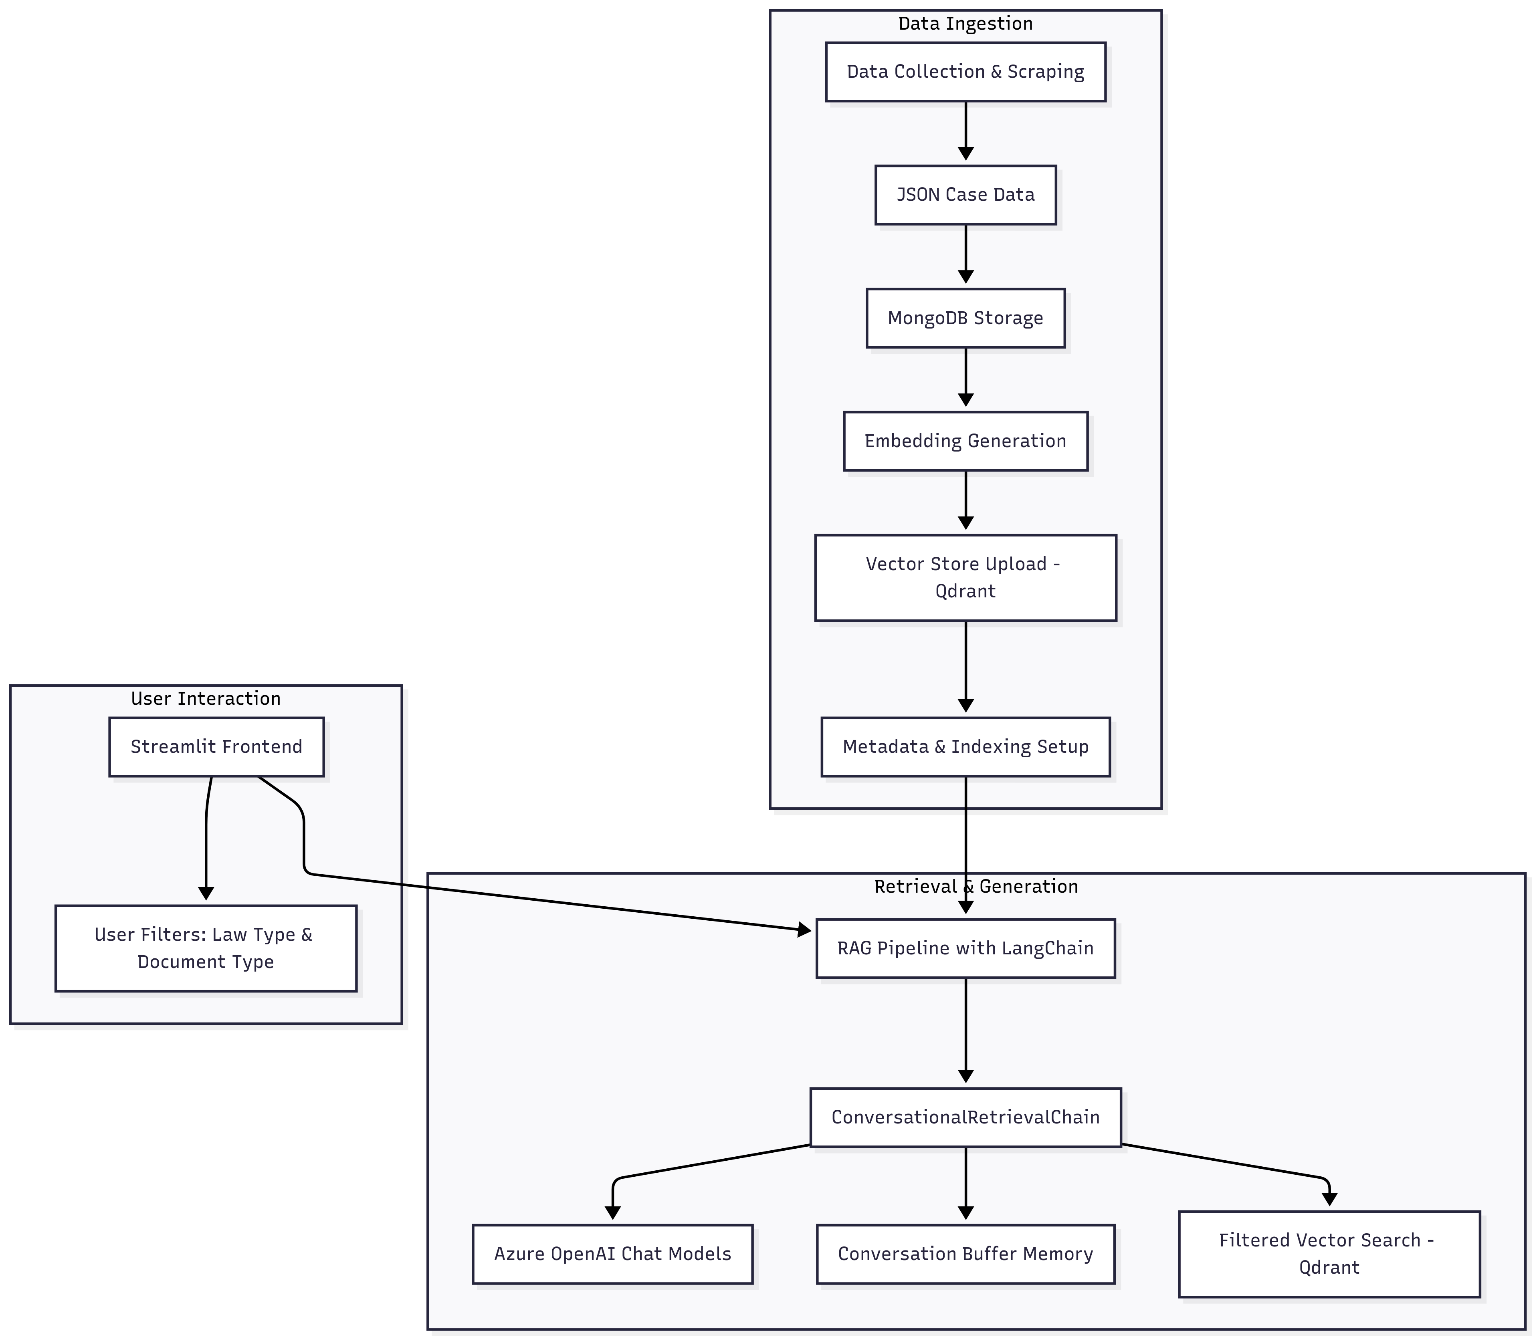 Data Ingestion
Data Collection & Scraping
JSON Case Data
MongoDB Storage
Embedding Generation
Vector Store Upload -
Qdrant
Metadata & Indexing Setup
User Interaction
Streamlit Frontend
User Filters: Law Type &
Document Type
Retrieval & Generation
RAG Pipeline with LangChain
ConversationalRetrievalChain
Azure OpenAI Chat Models
Conversation Buffer Memory
Filtered Vector Search -
Qdrant